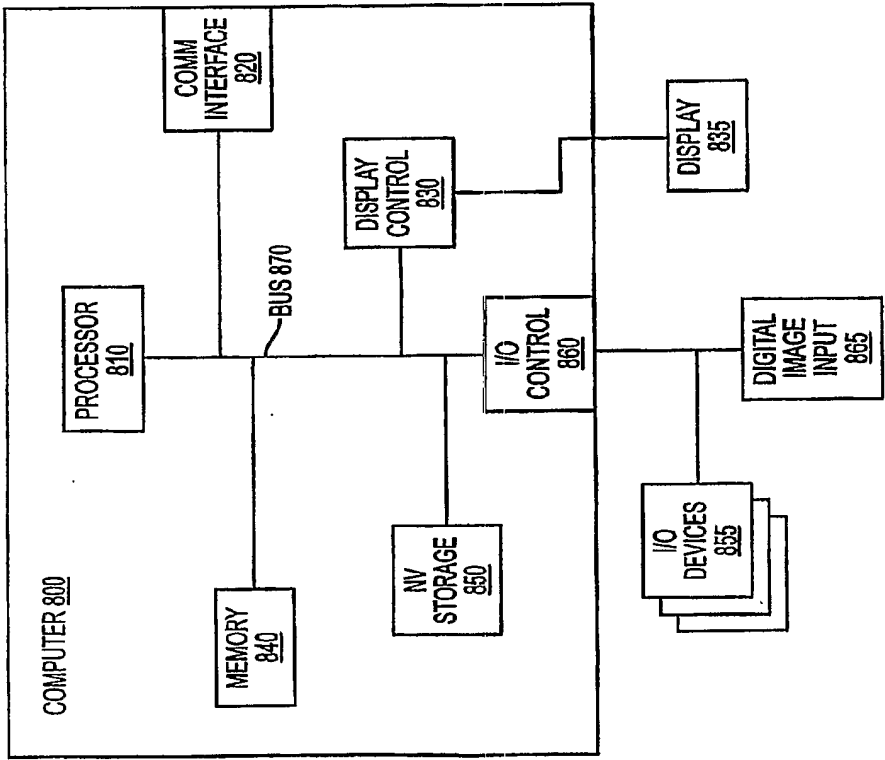 COMPUTER 800
PROCESSOR
810
COMM
INTERFACE
820
MEMORY
840
BUS 870
NV
STORAGE
850
DISPLAY
CONTROL
830
I/O
CONTROL
860
I/O
DEVICES
855
DIGITAL
IMAGE
INPUT
865
DISPLAY
835